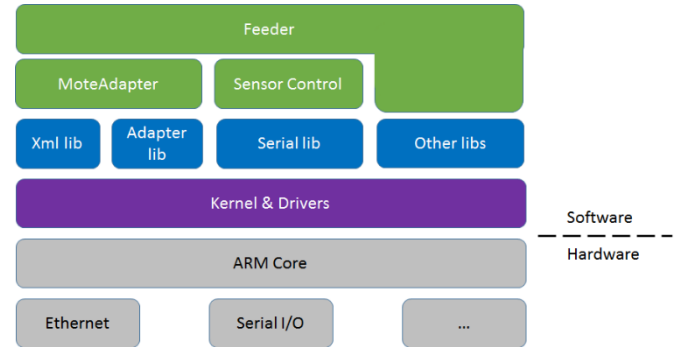 Feeder
MoteAdapter
Sensor Control
Xml lib
Adapter
lib
Serial lib
Other libs
Kernel & Drivers
Software
Hardware
ARM Core
Ethernet
Serial I/O
...